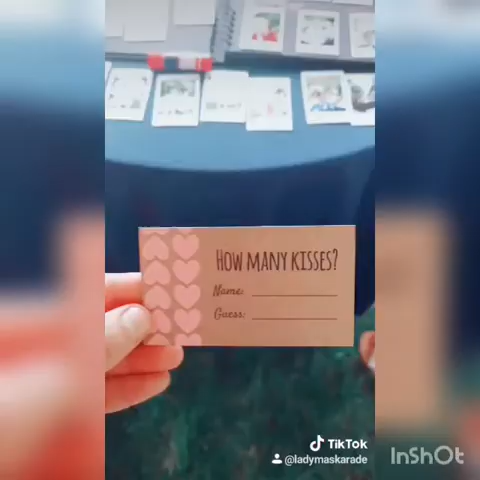 HOW MANY KISSES?
Name:
Guess:
TikTok
@ladymaskarade
InShOt